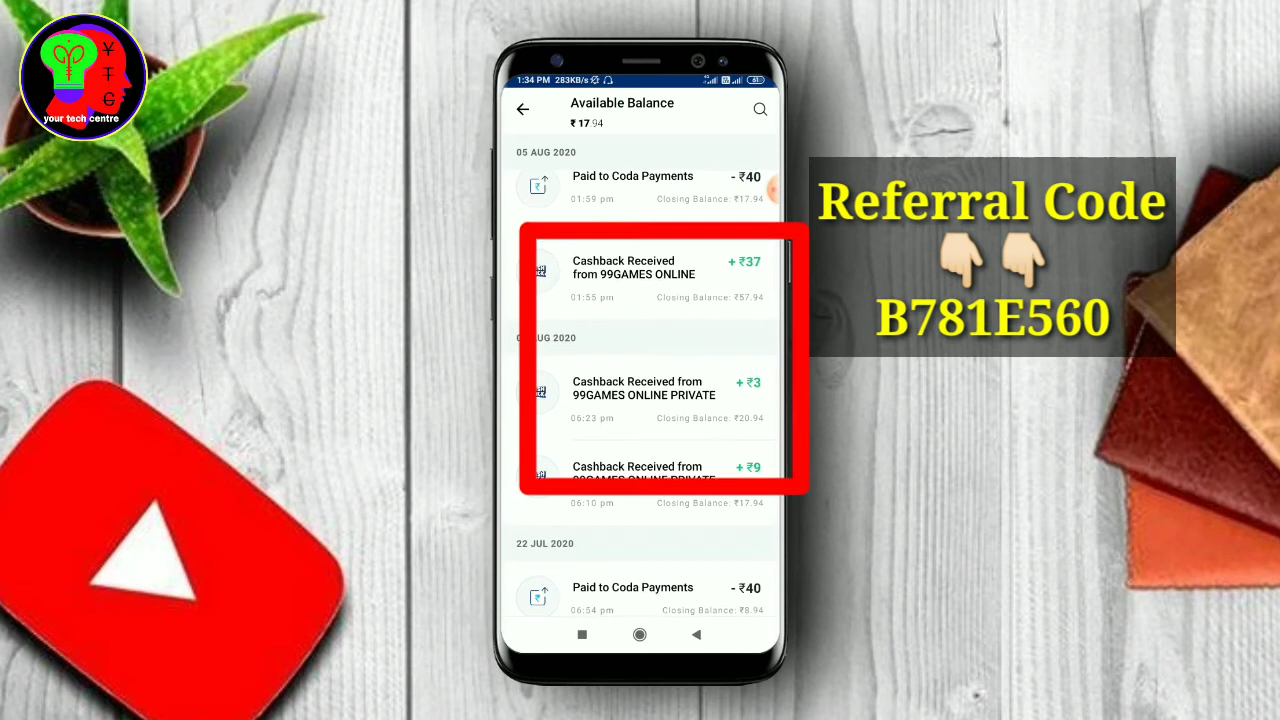 ¥
T
C
your tech centre
1:34 PM 283KB/s
61
Available Balance
₹ 17.94
05 AUG 2020
Paid to Coda Payments - ₹40
01:59 pm Closing Balance: ₹17.94
Cashback Received + ₹37
from 99GAMES ONLINE
01:55 pm Closing Balance: ₹57.94
AUG 2020
Cashback Received from + ₹3
99GAMES ONLINE PRIVATE
06:23 pm Closing Balance: ₹20.94
Cashback Received from + ₹9
99GAMES ONLINE PRIVATE
06:10 pm Closing Balance: ₹17.94
22 JUL 2020
Paid to Coda Payments - ₹40
06:54 pm Closing Balance: ₹8.94
Referral Code
👇🏻👇🏻
B781E560